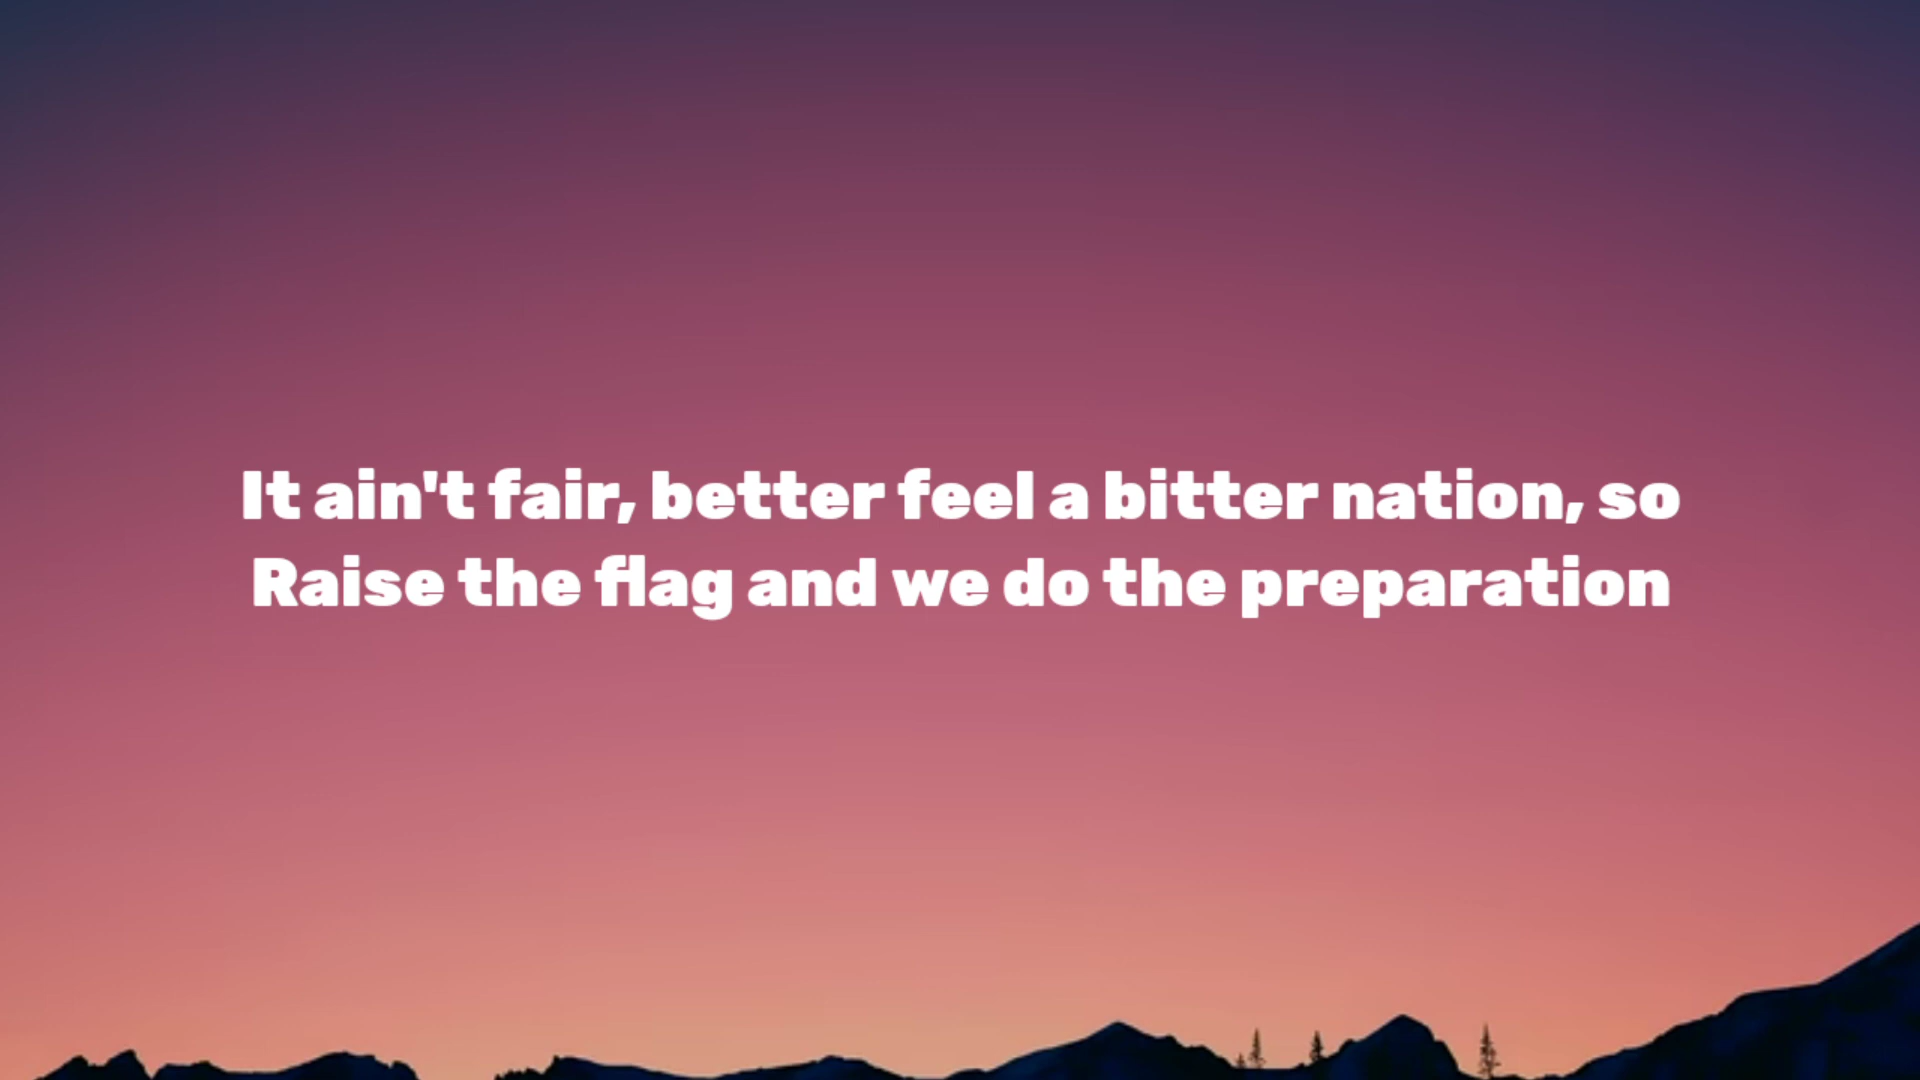 It ain't fair, better feel a bitter nation, so
Raise the flag and we do the preparation